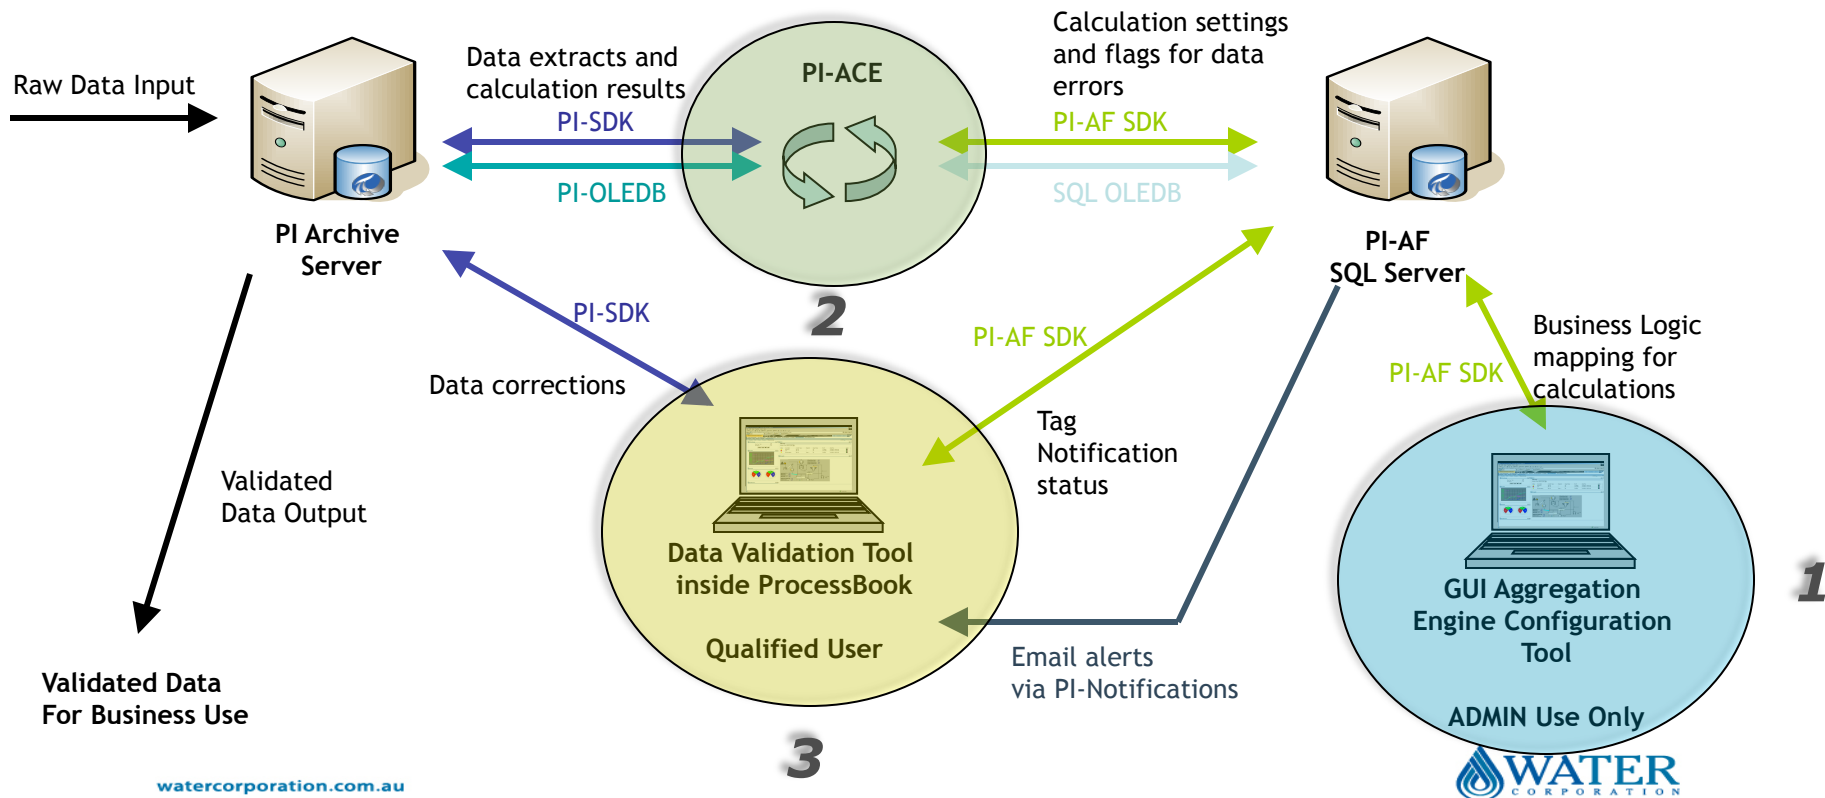 Raw Data Input
Data extracts and
calculation results
PI-SDK
PI-OLEDB
PI-ACE
Calculation settings
and flags for data
errors
PI-AF SDK
SQL OLEDB
PI Archive
Server
PI-AF
SQL Server
2
PI-SDK
Data corrections
PI-AF SDK
Tag
Notification
status
PI-AF SDK
Business Logic
mapping for
calculations
Validated
Data Output
Data Validation Tool
inside ProcessBook
Qualified User
Email alerts
via PI-Notifications
GUI Aggregation
Engine Configuration
Tool
ADMIN Use Only
1
Validated Data
For Business Use
3
watercorporation.com.au
WATER
CORPORATION